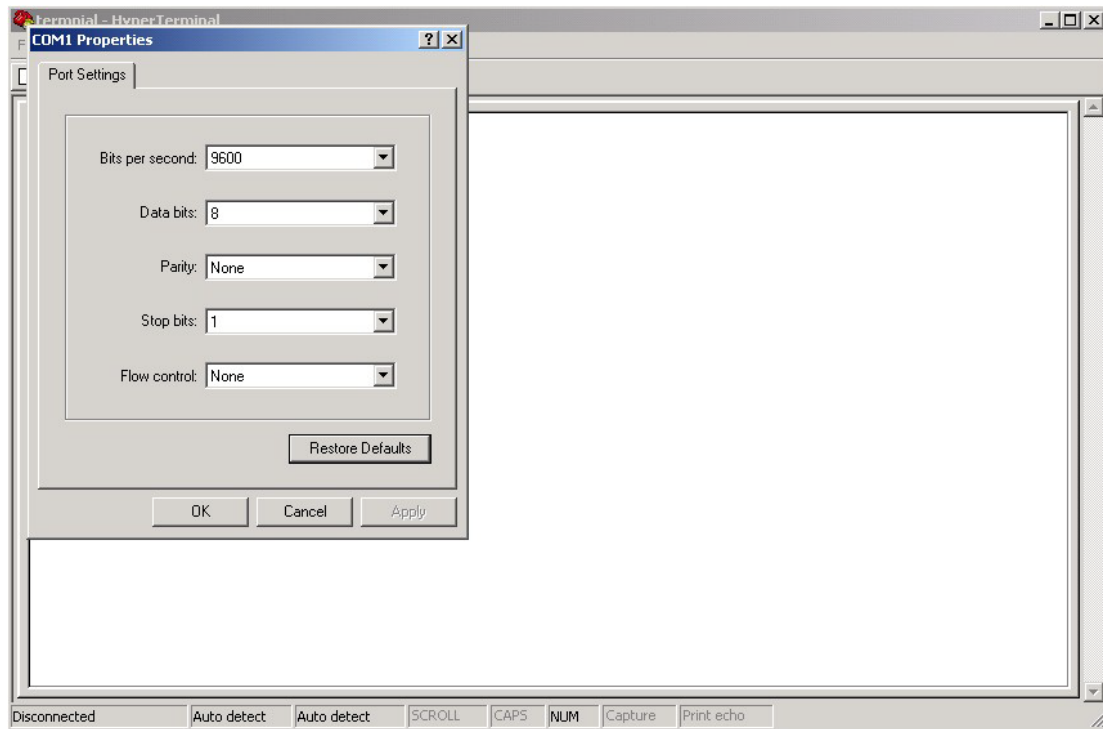 termpial - HyperTerminal
COM1 Properties
F
Port Settings
Bits per second: 9600
Data bits: 8
Parity: None
Stop bits: 1
Flow control: None
Restore Defaults
OK Cancel Apply
Disconnected Auto detect Auto detect SCROLL CAPS NUM Capture Print echo